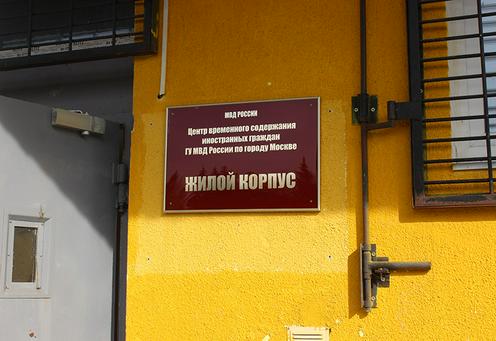 МВД РОССИИ
Центр временного содержания
иностранных граждан
ГУ МВД России по городу Москве
ЖИЛОЙ КОРПУС